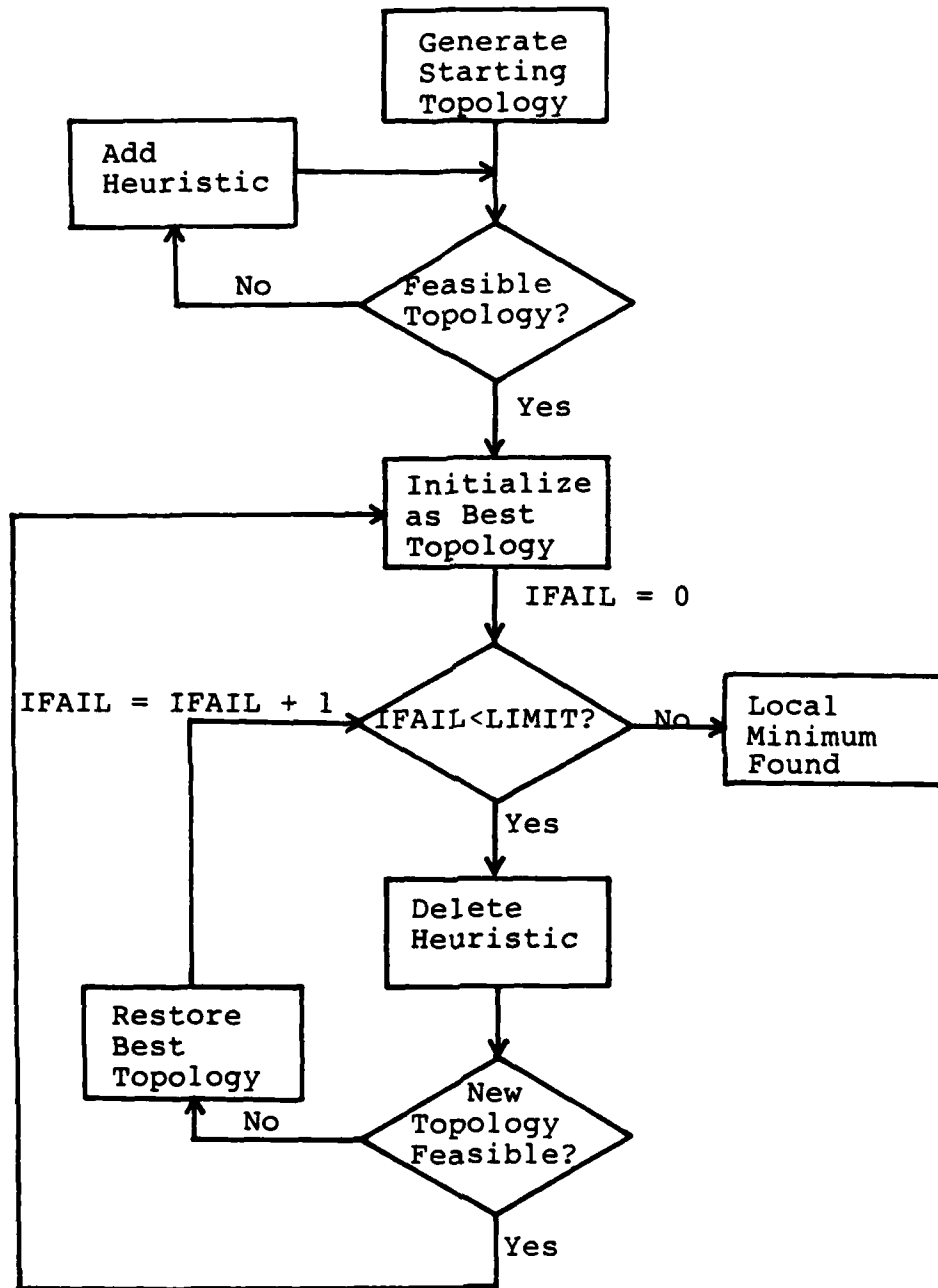 Generate
Starting
Topology
Add
Heuristic
No
Feasible
Topology?
Yes
Initialize
as Best
Topology
IFAIL = 0
IFAIL = IFAIL + 1
IFAIL<LIMIT?
No
Local
Minimum
Found
Yes
Delete
Heuristic
Restore
Best
Topology
No
New
Topology
Feasible?
Yes